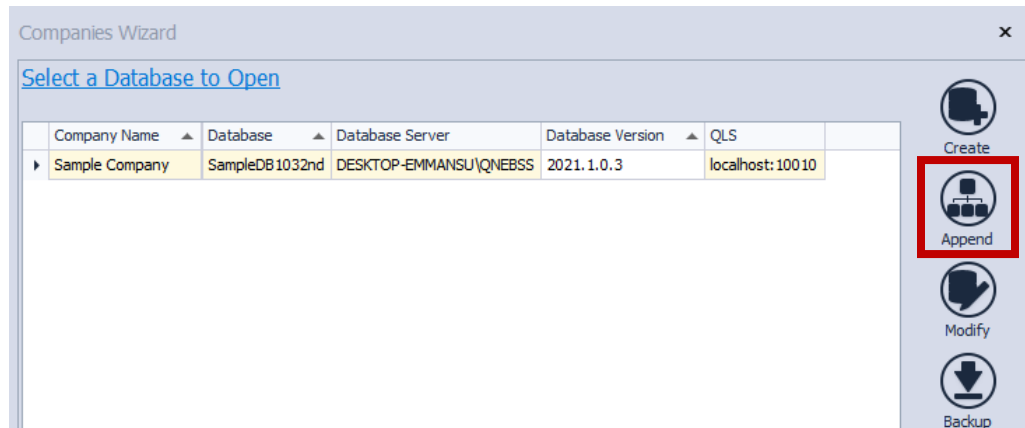 Companies Wizard
Select a Database to Open
Company Name Database Database Server Database Version QLS
Sample Company SampleDB1032nd DESKTOP-EMMANSU\QNEBSS 2021.1.0.3 localhost:10010
Create
Append
Modify
Backup